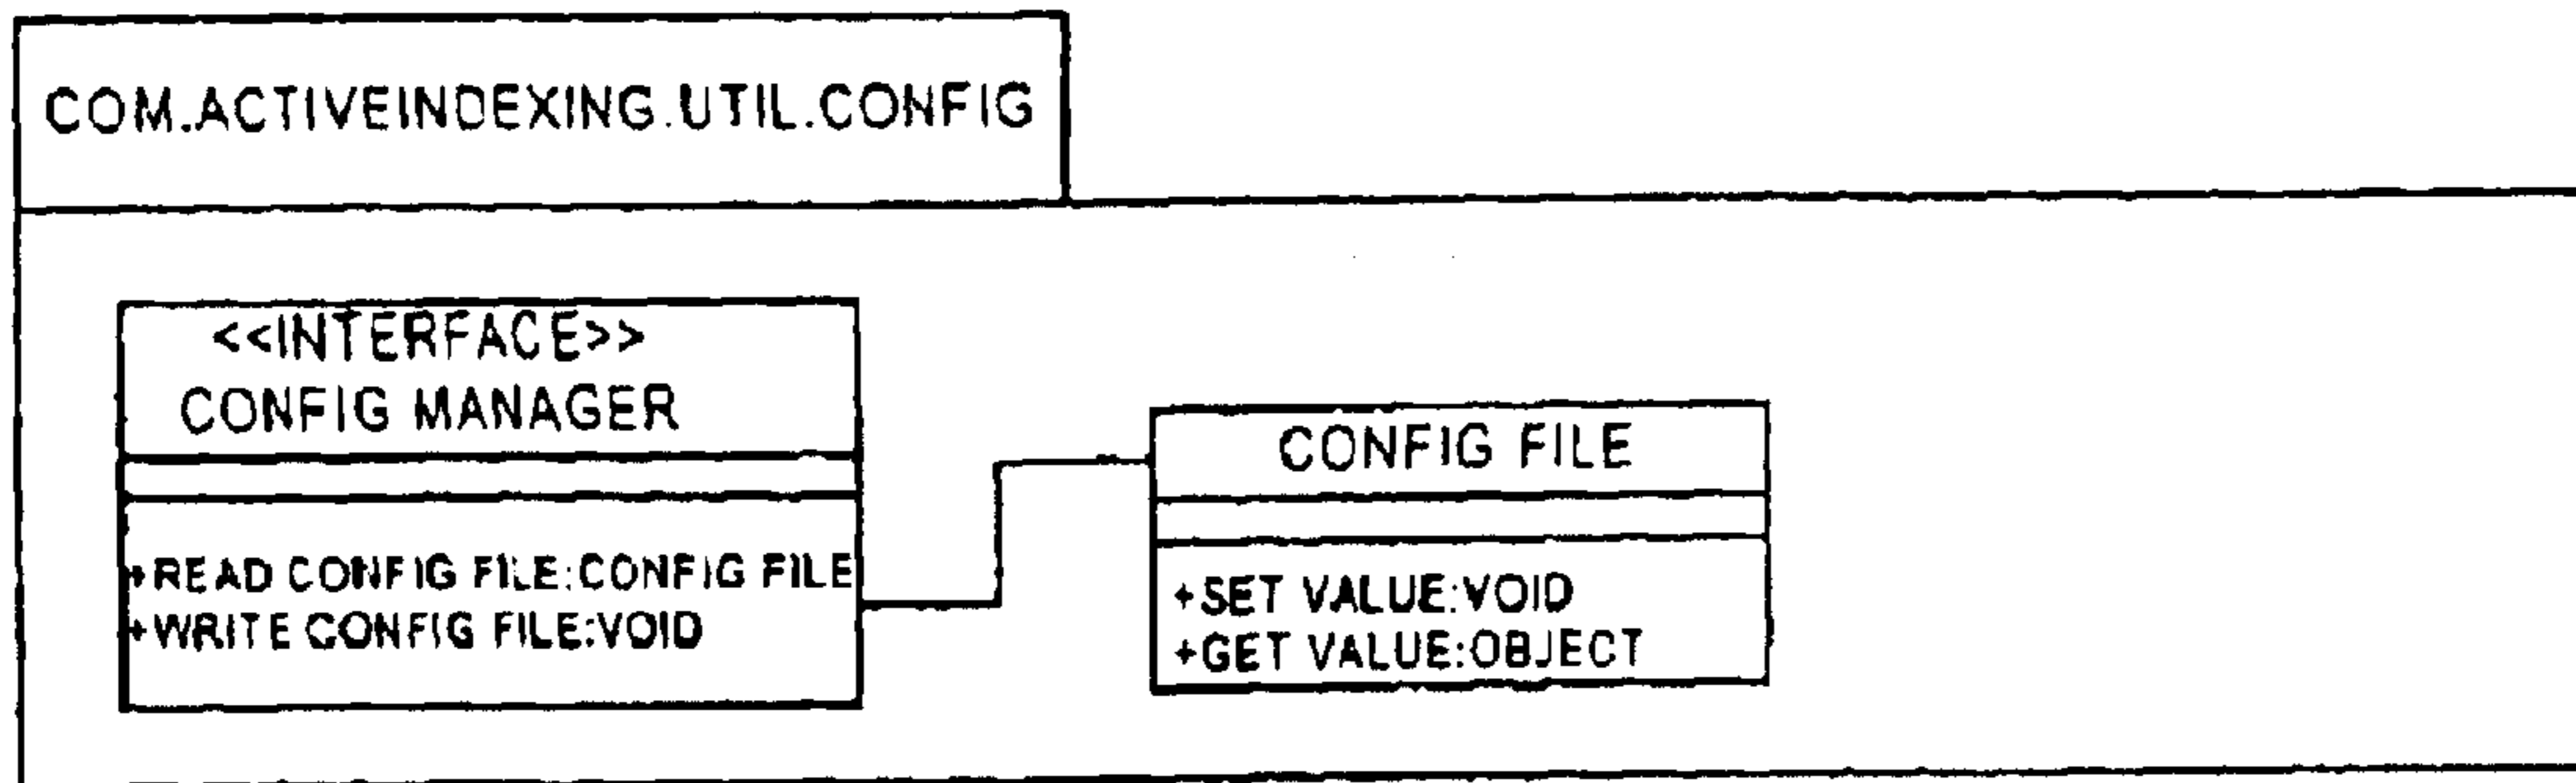 COM.ACTIVEINDEXING.UTIL.CONFIG
<<INTERFACE>>
CONFIG MANAGER
+READ CONFIG FILE:CONFIG FILE
+WRITE CONFIG FILE:VOID
CONFIG FILE
+SET VALUE:VOID
+GET VALUE:OBJECT